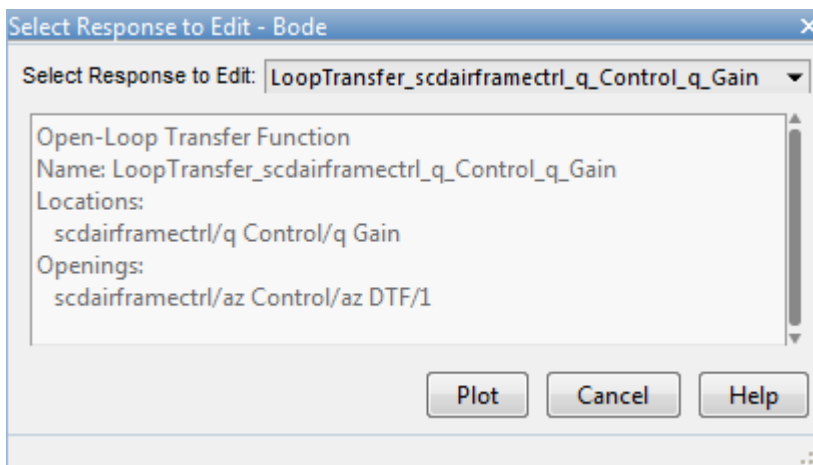 Select Response to Edit - Bode
Select Response to Edit: LoopTransfer_scdairframectrl_q_Control_q_Gain
Open-Loop Transfer Function
Name: LoopTransfer_scdairframectrl_q_Control_q_Gain
Locations:
scdairframectrl/q Control/q Gain
Openings:
scdairframectrl/az Control/az DTF/1
Plot Cancel Help